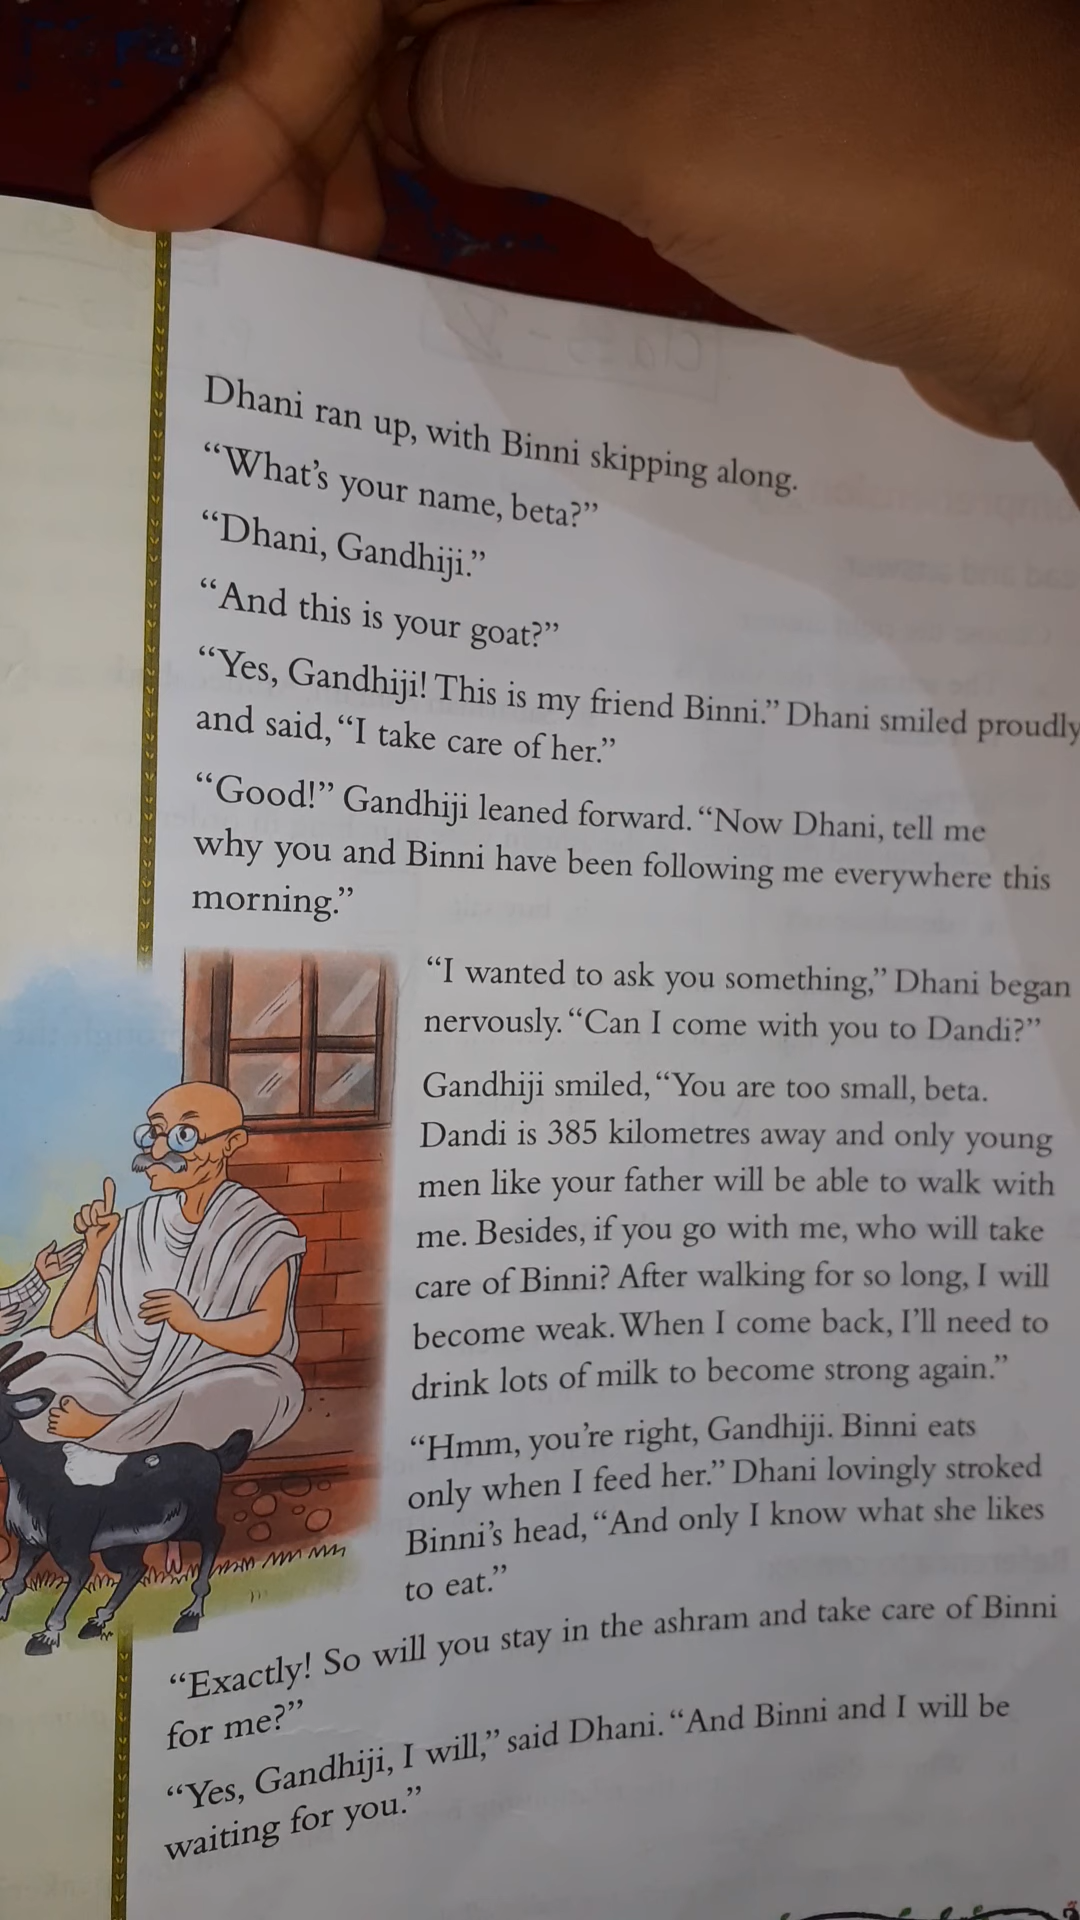 Dhani ran up, with Binni skipping along.
“What’s your name, beta?”
“Dhani, Gandhiji.”
“And this is your goat?”
“Yes, Gandhiji! This is my friend Binni.” Dhani smiled proudly
and said, “I take care of her.”
“Good!” Gandhiji leaned forward. “Now Dhani, tell me
why you and Binni have been following me everywhere this
morning.”
“I wanted to ask you something,” Dhani began
nervously. “Can I come with you to Dandi?”
Gandhiji smiled, “You are too small, beta.
Dandi is 385 kilometres away and only young
men like your father will be able to walk with
me. Besides, if you go with me, who will take
care of Binni? After walking for so long, I will
become weak. When I come back, I’ll need to
drink lots of milk to become strong again.”
“Hmm, you’re right, Gandhiji. Binni eats
only when I feed her.” Dhani lovingly stroked
Binni’s head, “And only I know what she likes
to eat.”
“Exactly! So will you stay in the ashram and take care of Binni
for me?”
“Yes, Gandhiji, I will,” said Dhani. “And Binni and I will be
waiting for you.”